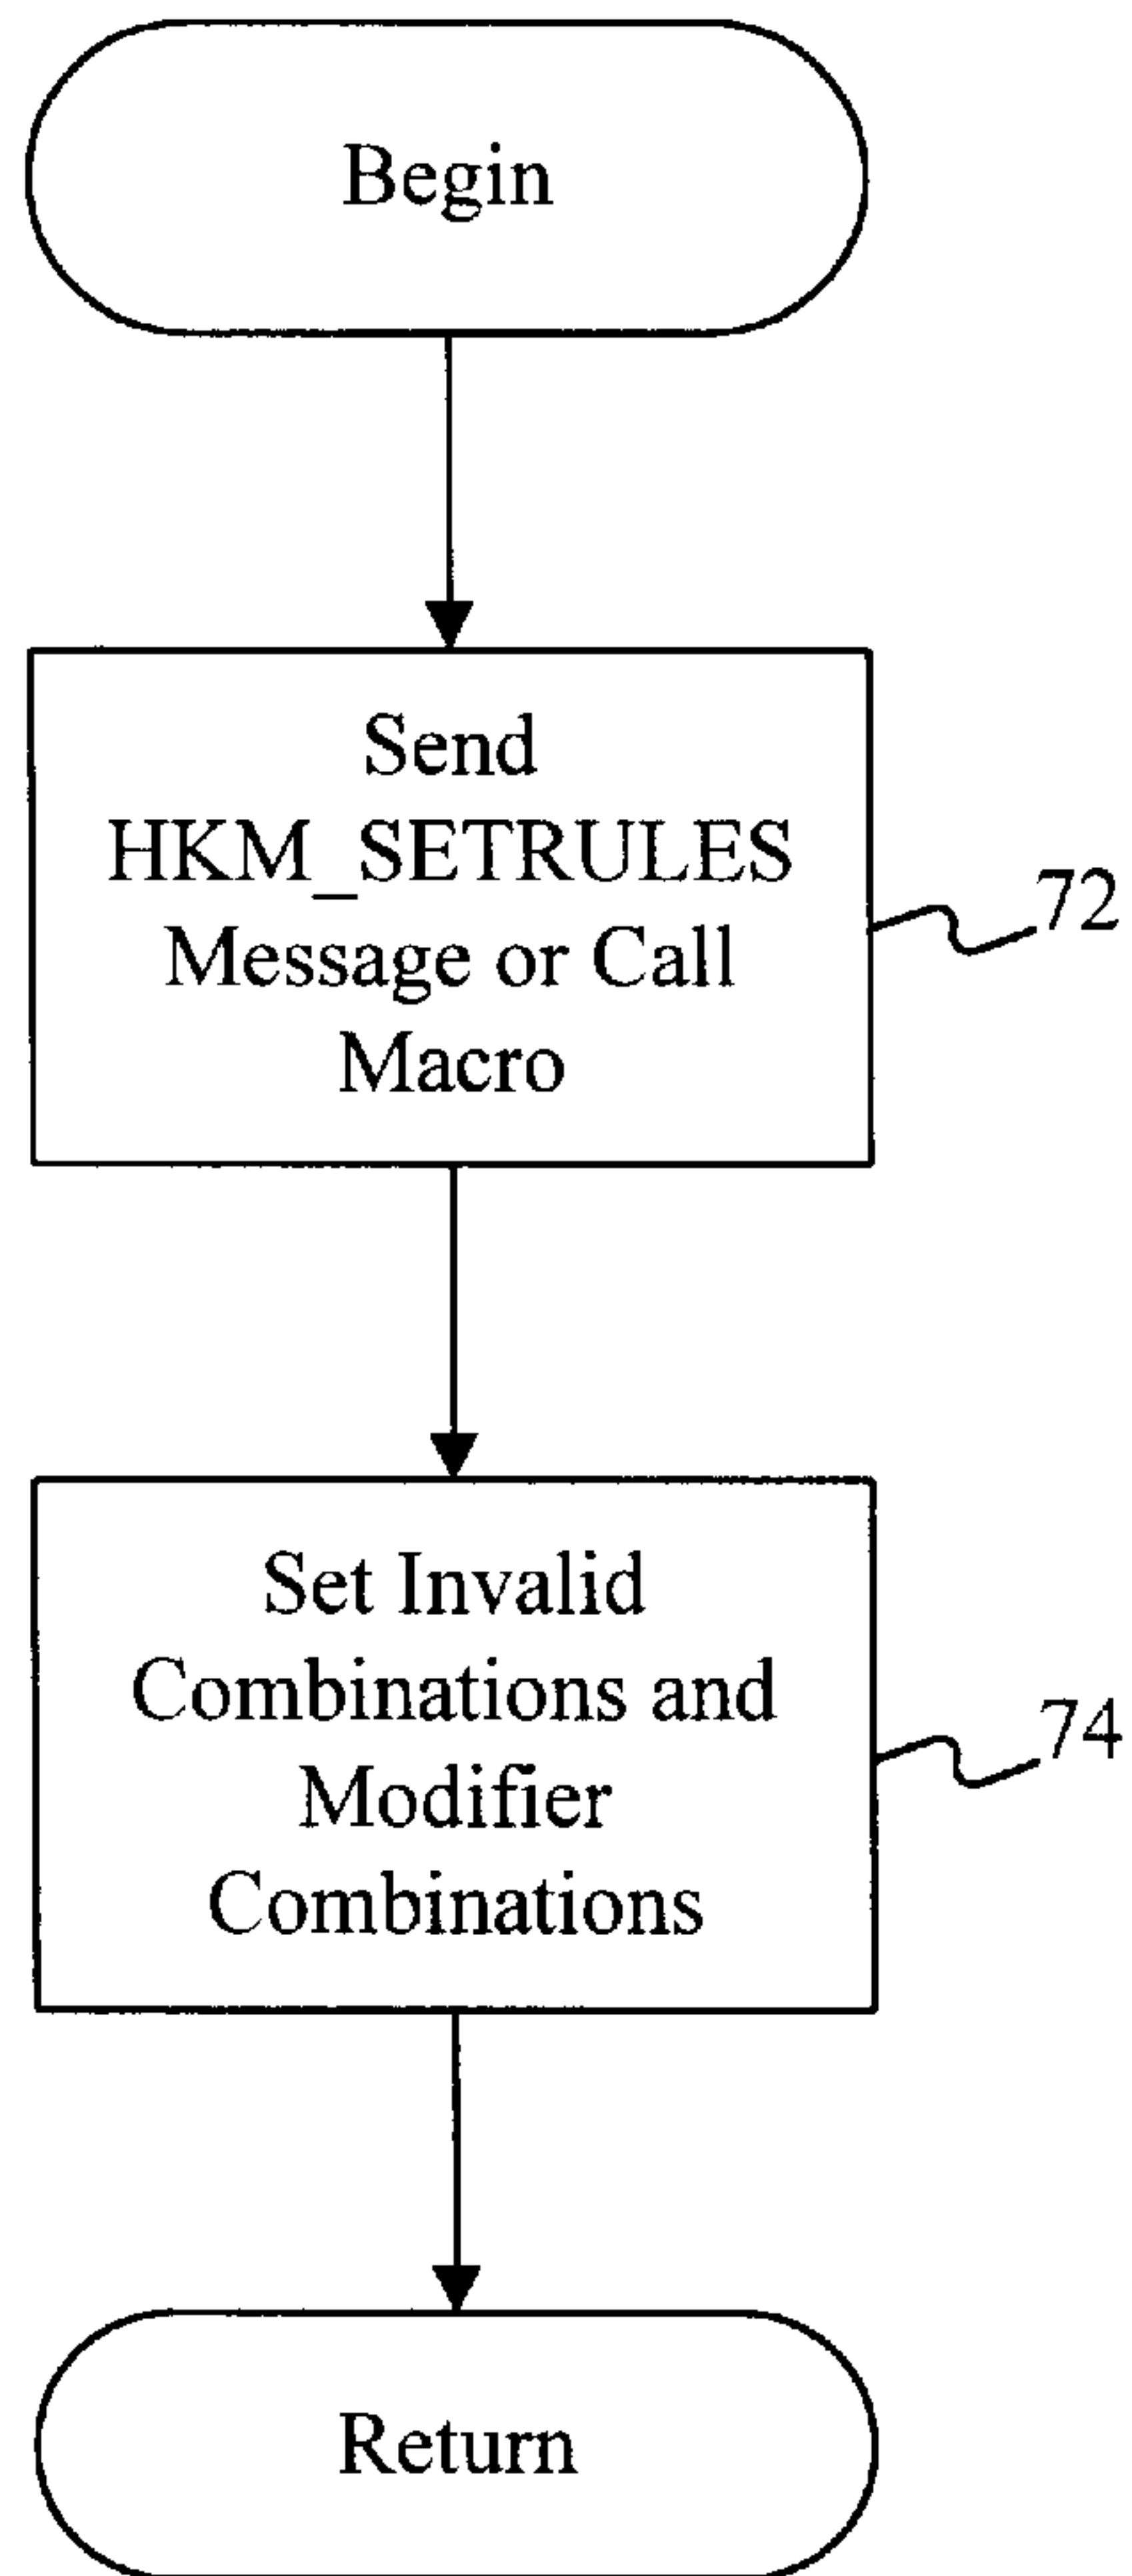 Begin
Send
HKM_SETRULES
Message or Call
Macro
72
Set Invalid
Combinations and
Modifier
Combinations
74
Return